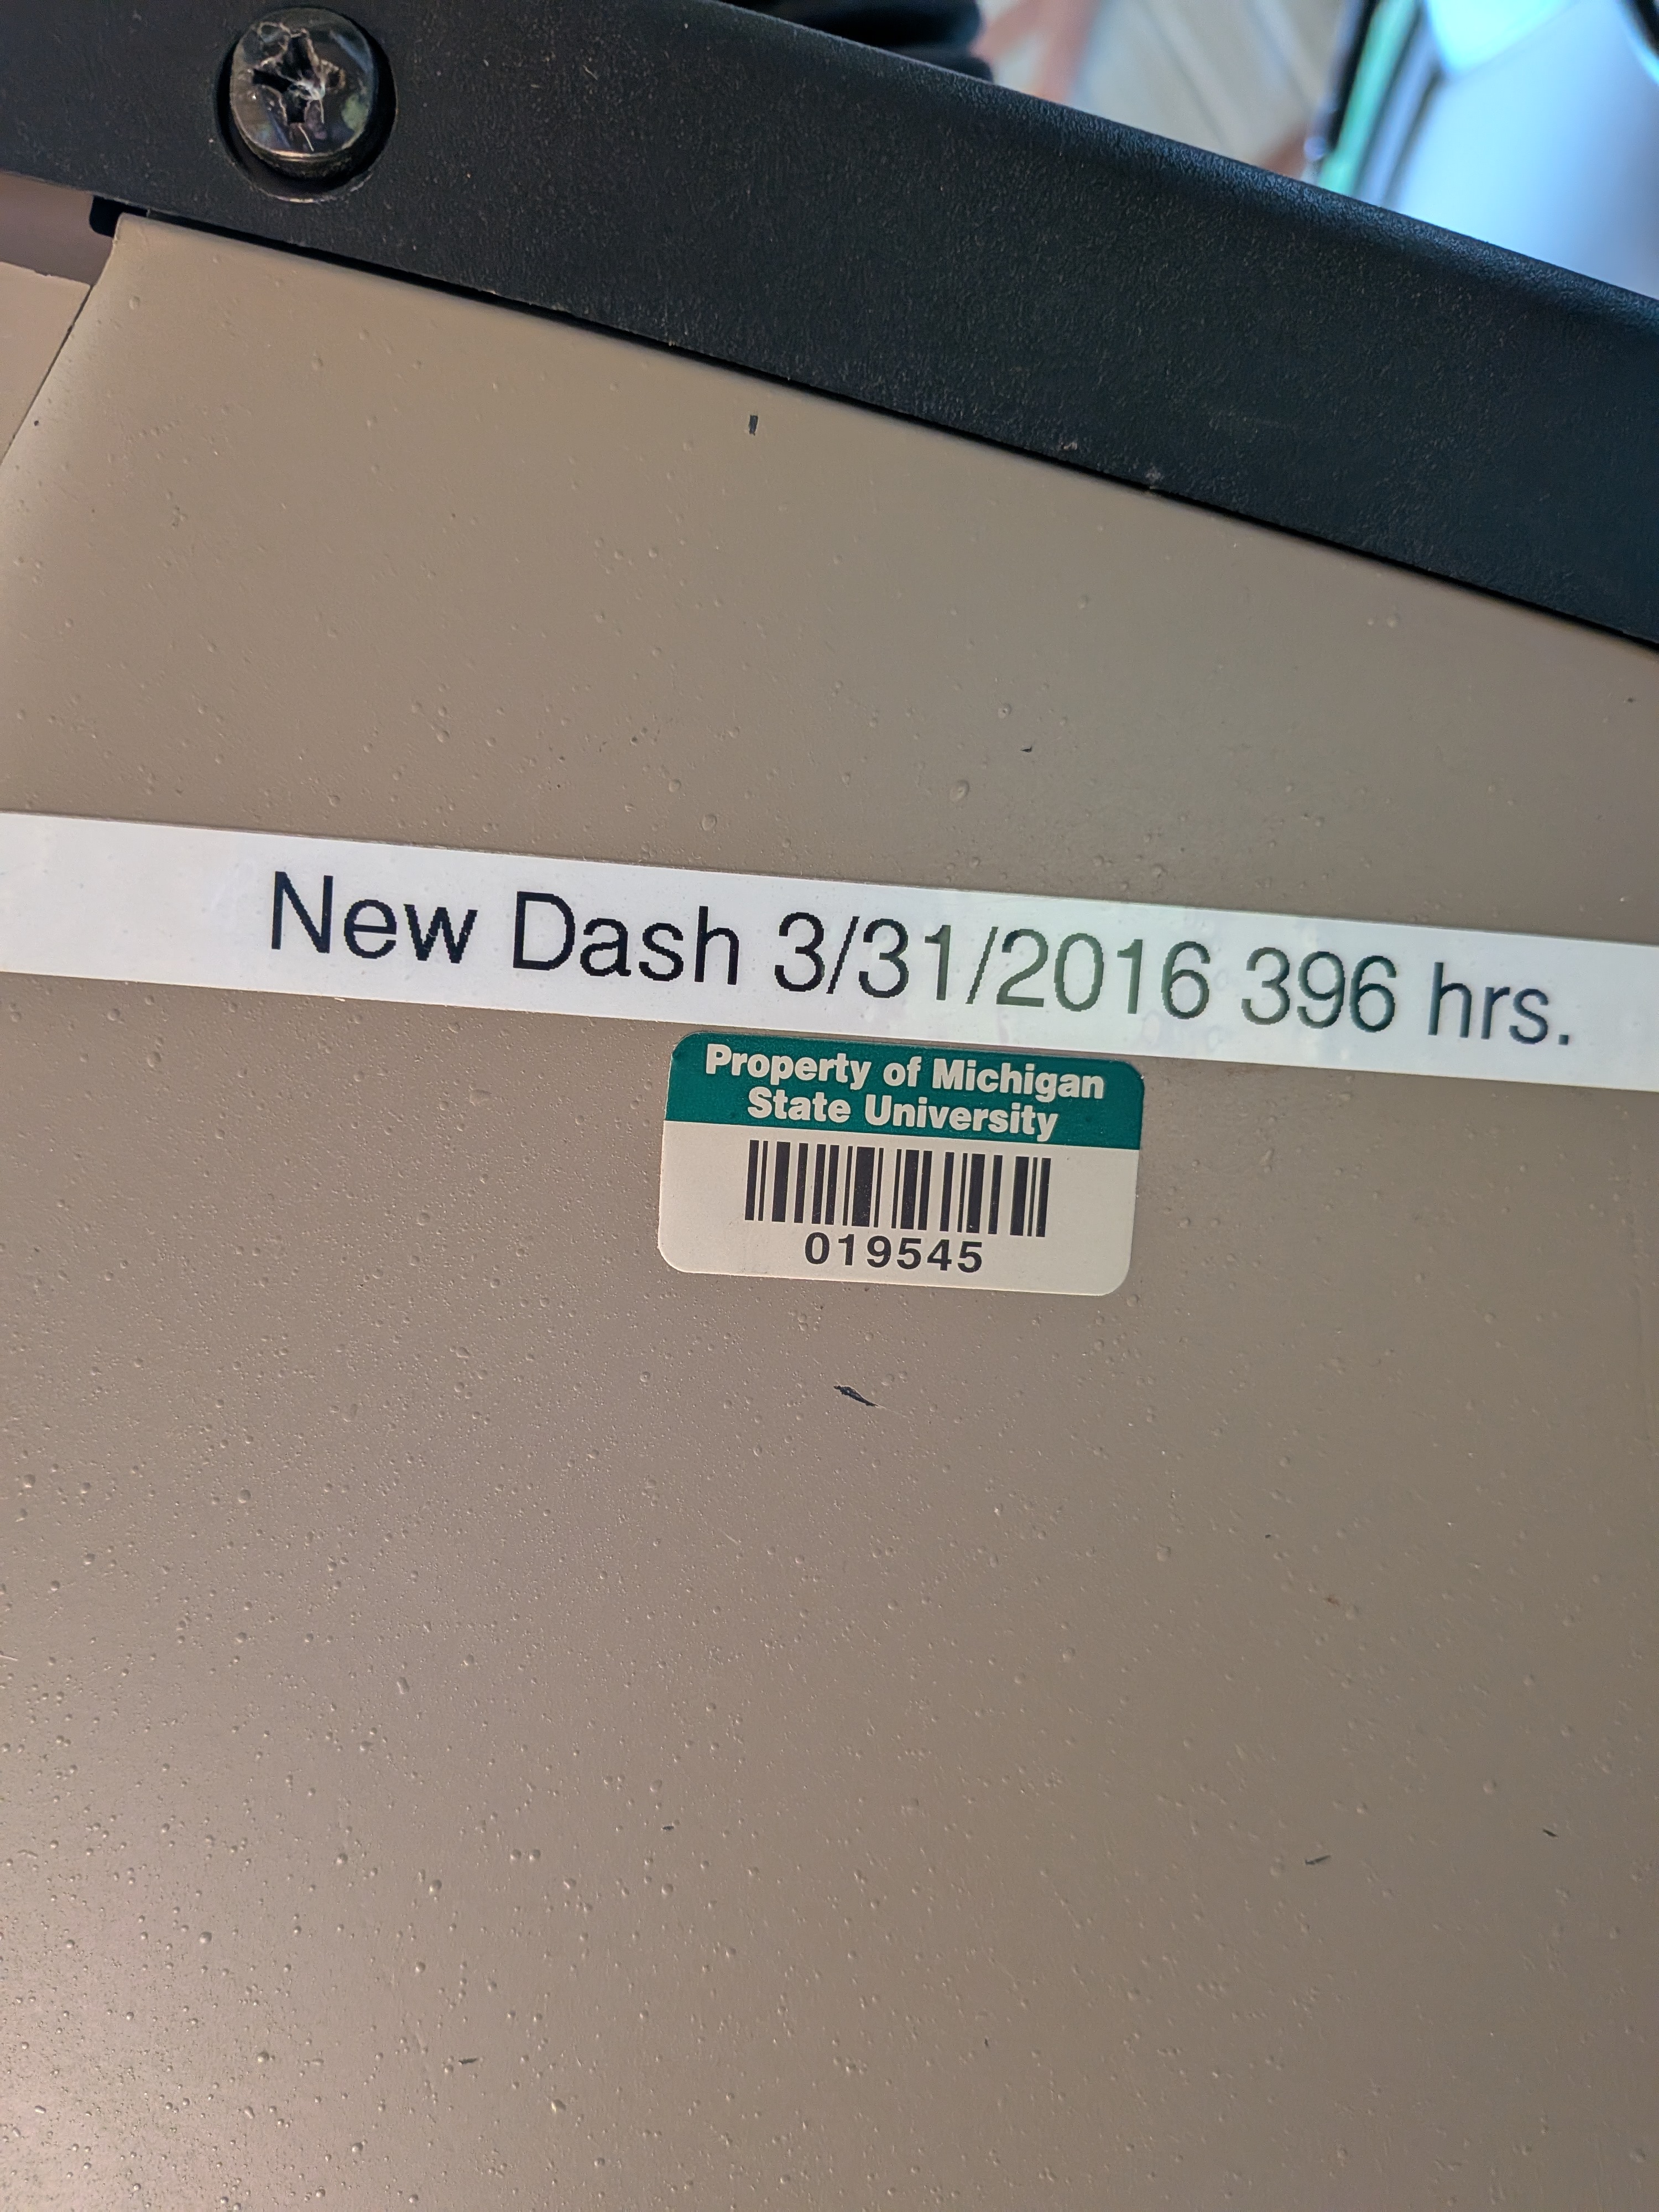 New Dash 3/31/2016 396 hrs.
Property of Michigan
State University
019545